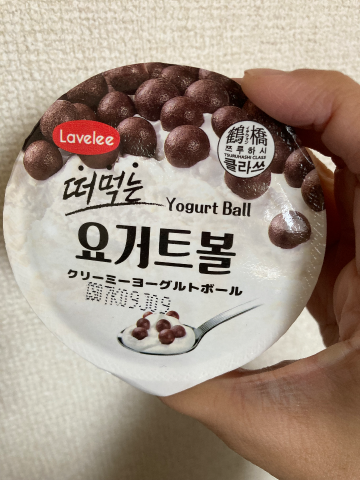 Lavelee
鶴橋
쯔루하시
TSURUHASHI CLASS
클라쓰
떠먹는
Yogurt Ball
요거트볼
クリーミーヨーグルトボール